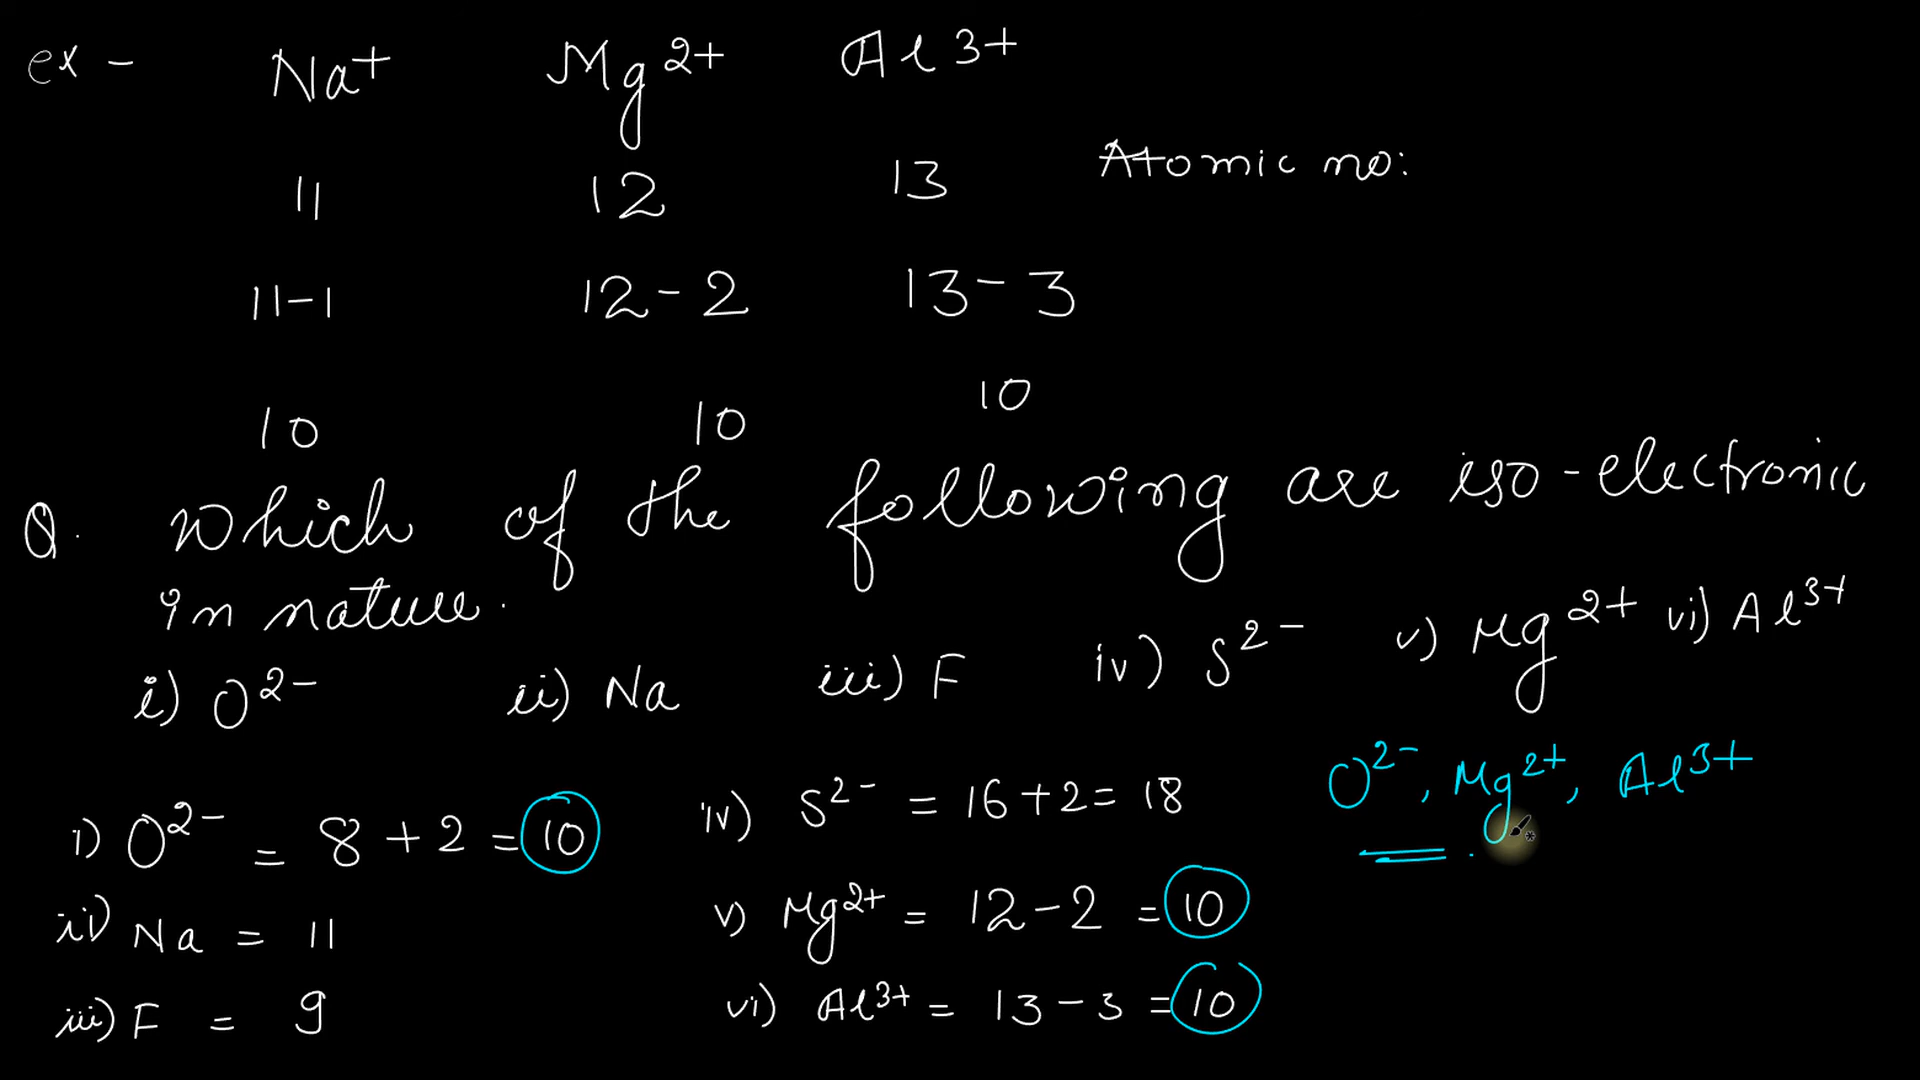 ex - Na+ Mg2+ Al3+
11 12 13 Atomic no:
11-1 12-2 13-3
10 10 10
Q. Which of the following are iso-electronic
in nature.
i) O2- ii) Na iii) F iv) S2- v) Mg2+ vi) Al3+
i) O2- = 8+2 = 10
ii) Na = 11
iii) F = 9
iv) S2- = 16+2 = 18
v) Mg2+ = 12-2 = 10
vi) Al3+ = 13-3 = 10
O2-, Mg2+, Al3+